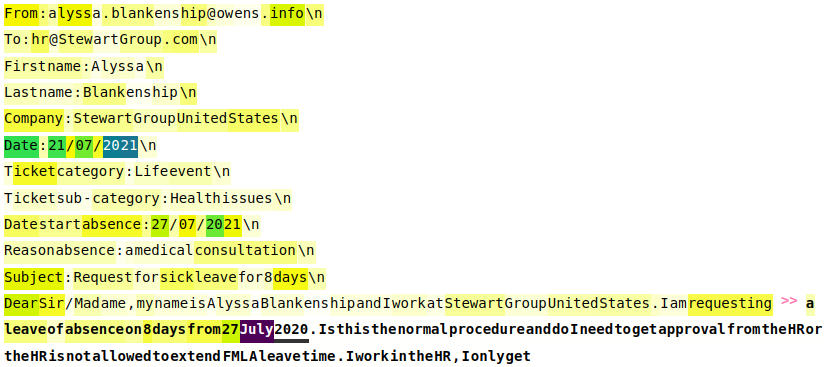 From:alyssa.blankenship@owens.info\n
To:hr@StewartGroup.com\n
Firstname:Alyssa\n
Lastname:Blankenship\n
Company:StewartGroupUnitedStates\n
Date:21/07/2021\n
Ticketcategory:Lifeevent\n
Ticketsub-category:Healthissues\n
Datestartabsence:27/07/2021\n
Reasonabsence:amedicalconsultation\n
Subject:Requestforsickleavefor8days\n
DearSir/Madame,mynameisAlyssaBlankenshipandIworkatStewartGroupUnitedStates.Iamrequesting >> a
leaveofabsenceon8daysfrom27July2020.IsthisthenormalprocedureanddoIneedtogetapprovalfromtheHRor
theHRisnotallowedtoextendFMLAleavetime.IworkintheHR,Ionlyget